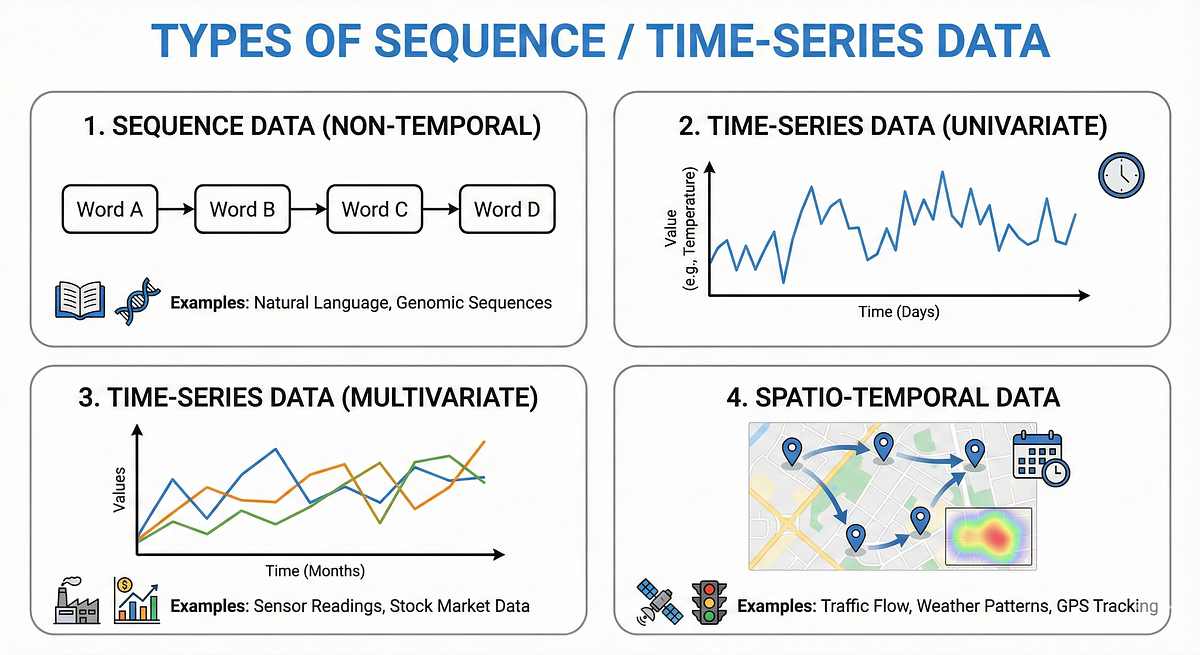 TYPES OF SEQUENCE / TIME-SERIES DATA
1. SEQUENCE DATA (NON-TEMPORAL)
Word A
Word B
Word C
Word D
Examples: Natural Language, Genomic Sequences
2. TIME-SERIES DATA (UNIVARIATE)
Value
(e.g., Temperature)
Time (Days)
3. TIME-SERIES DATA (MULTIVARIATE)
Values
Time (Months)
$
Examples: Sensor Readings, Stock Market Data
4. SPATIO-TEMPORAL DATA
Examples: Traffic Flow, Weather Patterns, GPS Tracking